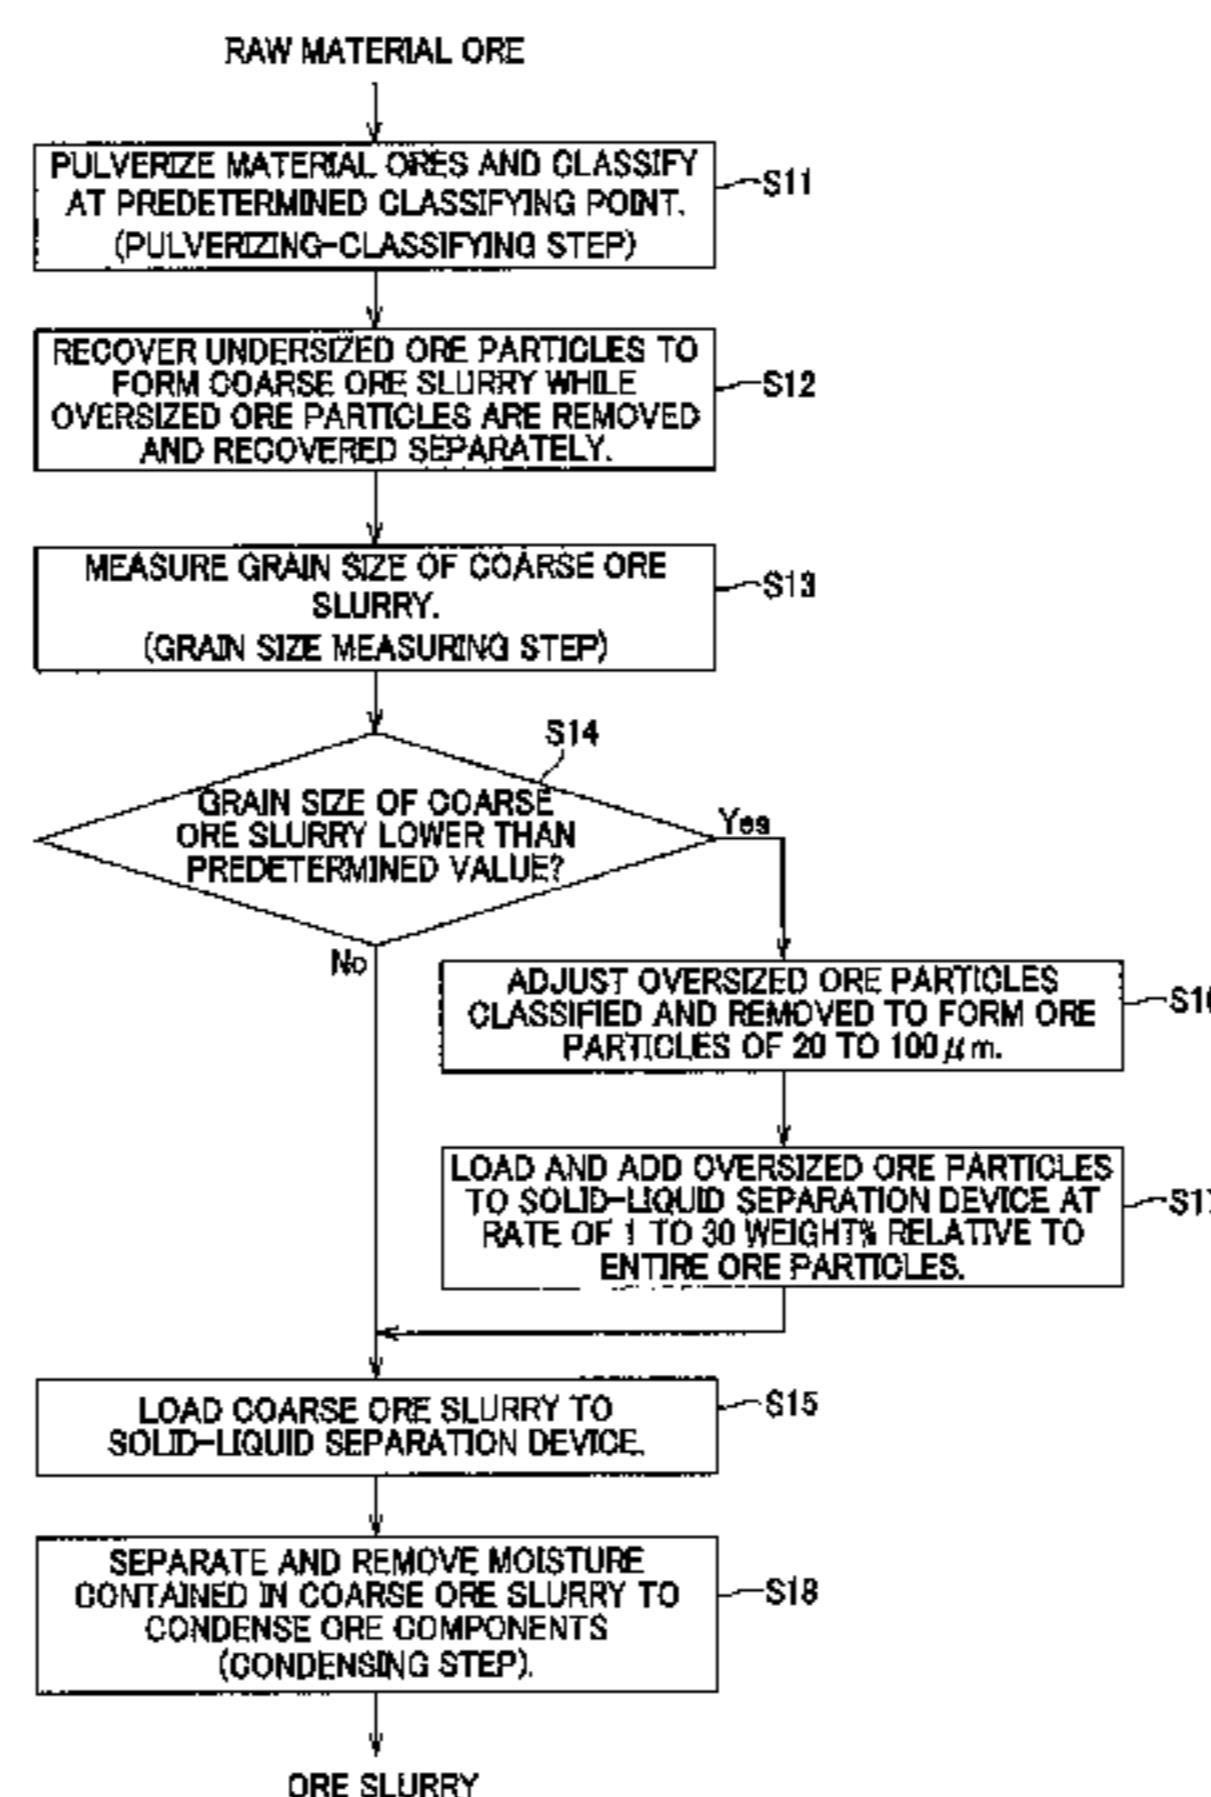 RAW MATERIAL ORE
PULVERIZE MATERIAL ORES AND CLASSIFY
AT PREDETERMINED CLASSIFYING POINT.
(PULVERIZING-CLASSIFYING STEP)
S11
RECOVER UNDERSIZED ORE PARTICLES TO
FORM COARSE ORE SLURRY WHILE
OVERSIZED ORE PARTICLES ARE REMOVED
AND RECOVERED SEPARATELY.
S12
MEASURE GRAIN SIZE OF COARSE ORE
SLURRY.
(GRAIN SIZE MEASURING STEP)
S13
S14
GRAIN SIZE OF COARSE
ORE SLURRY LOWER THAN
PREDETERMINED VALUE?
Yes
No
ADJUST OVERSIZED ORE PARTICLES
CLASSIFIED AND REMOVED TO FORM ORE
PARTICLES OF 20 TO 100μm.
S16
LOAD AND ADD OVERSIZED ORE PARTICLES
TO SOLID-LIQUID SEPARATION DEVICE AT
RATE OF 1 TO 30 WEIGHT% RELATIVE TO
ENTIRE ORE PARTICLES.
S17
LOAD COARSE ORE SLURRY TO
SOLID-LIQUID SEPARATION DEVICE.
S15
SEPARATE AND REMOVE MOISTURE
CONTAINED IN COARSE ORE SLURRY TO
CONDENSE ORE COMPONENTS
(CONDENSING STEP).
S18
ORE SLURRY